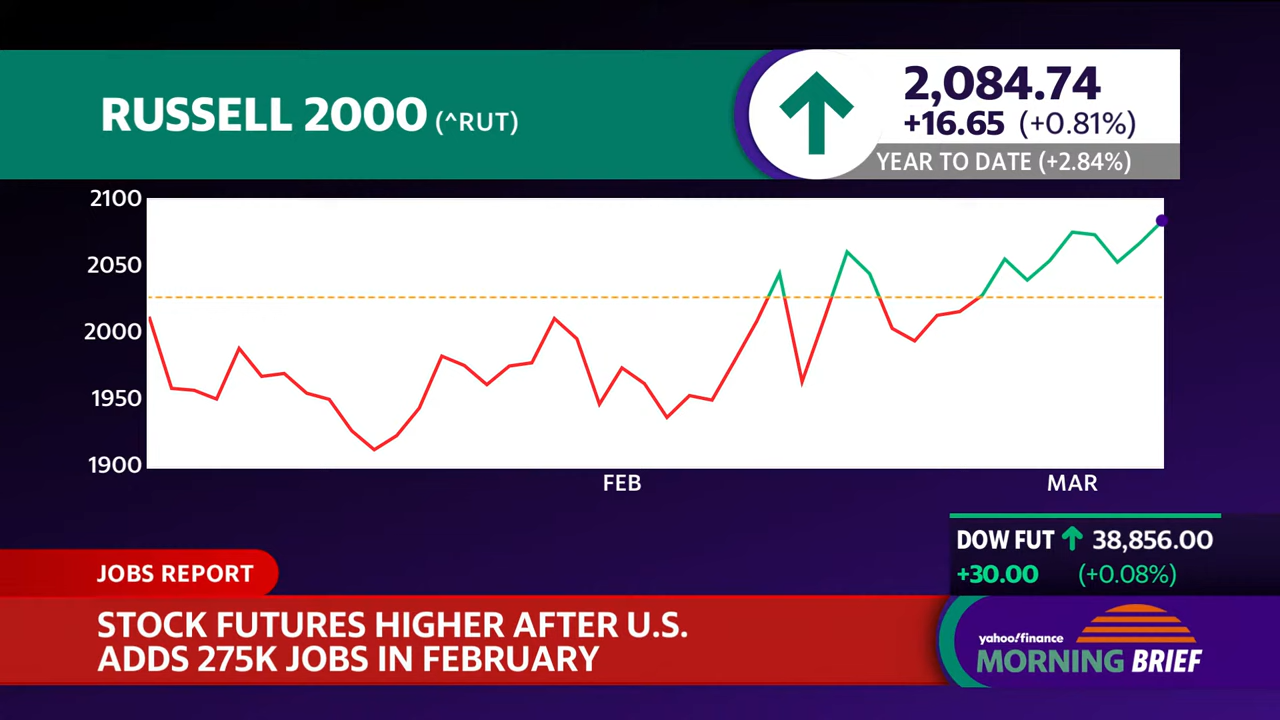 RUSSELL 2000 (^RUT)
2,084.74
+16.65 (+0.81%)
YEAR TO DATE (+2.84%)
2100
2050
2000
1950
1900
FEB
MAR
DOW FUT 38,856.00
+30.00 (+0.08%)
JOBS REPORT
STOCK FUTURES HIGHER AFTER U.S.
ADDS 275K JOBS IN FEBRUARY
yahoo!finance
MORNING BRIEF